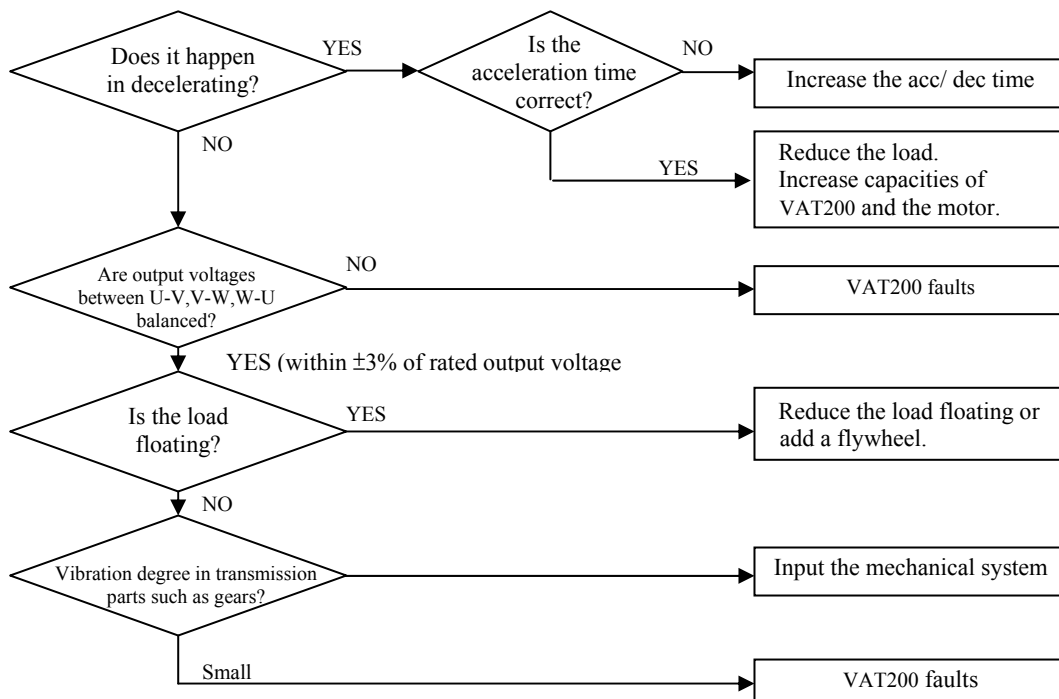 Does it happen
in decelerating?
YES
Is the
acceleration time
correct?
NO
Increase the acc/ dec time
YES
Reduce the load.
Increase capacities of
VAT200 and the motor.
NO
Are output voltages
between U-V,V-W,W-U
balanced?
NO
VAT200 faults
YES (within ±3% of rated output voltage
Is the load
floating?
YES
Reduce the load floating or
add a flywheel.
NO
Vibration degree in transmission
parts such as gears?
Input the mechanical system
Small
VAT200 faults